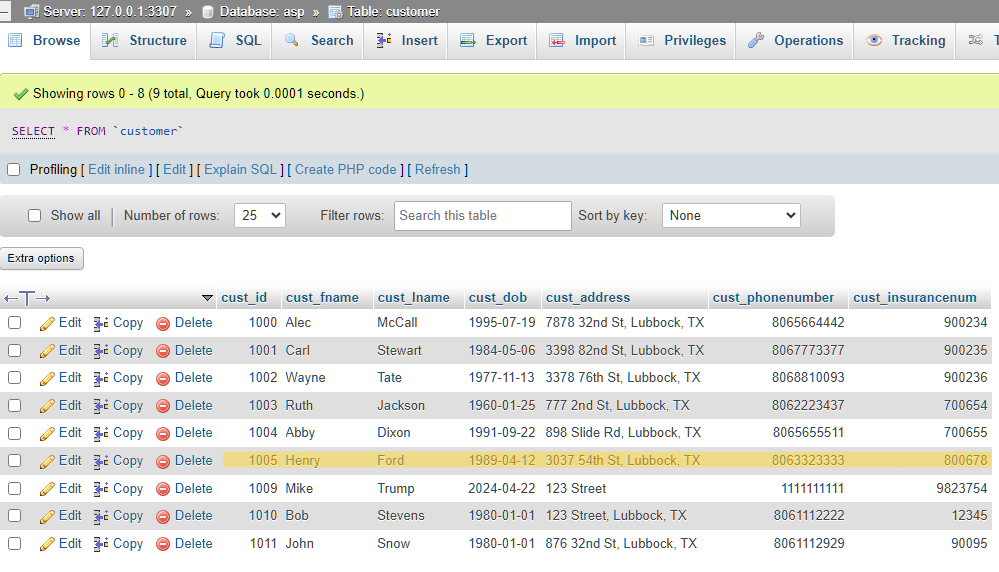 Server: 127.0.0.1:3307 » Database: asp » Table: customer
Browse Structure SQL Search Insert Export Import Privileges Operations Tracking T
Showing rows 0 - 8 (9 total, Query took 0.0001 seconds.)
SELECT * FROM `customer`
Profiling [ Edit inline ] [ Edit ] [ Explain SQL ] [ Create PHP code ] [ Refresh ]
Show all Number of rows: 25 Filter rows: Search this table Sort by key: None
Extra options
←T→ cust_id cust_fname cust_lname cust_dob cust_address cust_phonenumber cust_insurancenum
Edit Copy Delete 1000 Alec McCall 1995-07-19 7878 32nd St, Lubbock, TX 8065664442 900234
Edit Copy Delete 1001 Carl Stewart 1984-05-06 3398 82nd St, Lubbock, TX 8067773377 900235
Edit Copy Delete 1002 Wayne Tate 1977-11-13 3378 76th St, Lubbock, TX 8068810093 900236
Edit Copy Delete 1003 Ruth Jackson 1960-01-25 777 2nd St, Lubbock, TX 8062223437 700654
Edit Copy Delete 1004 Abby Dixon 1991-09-22 898 Slide Rd, Lubbock, TX 8065655511 700655
Edit Copy Delete 1005 Henry Ford 1989-04-12 3037 54th St, Lubbock, TX 8063323333 800678
Edit Copy Delete 1009 Mike Trump 2024-04-22 123 Street 1111111111 9823754
Edit Copy Delete 1010 Bob Stevens 1980-01-01 123 Street, Lubbock, TX 8061112222 12345
Edit Copy Delete 1011 John Snow 1980-01-01 876 32nd St, Lubbock, TX 8061112929 90095